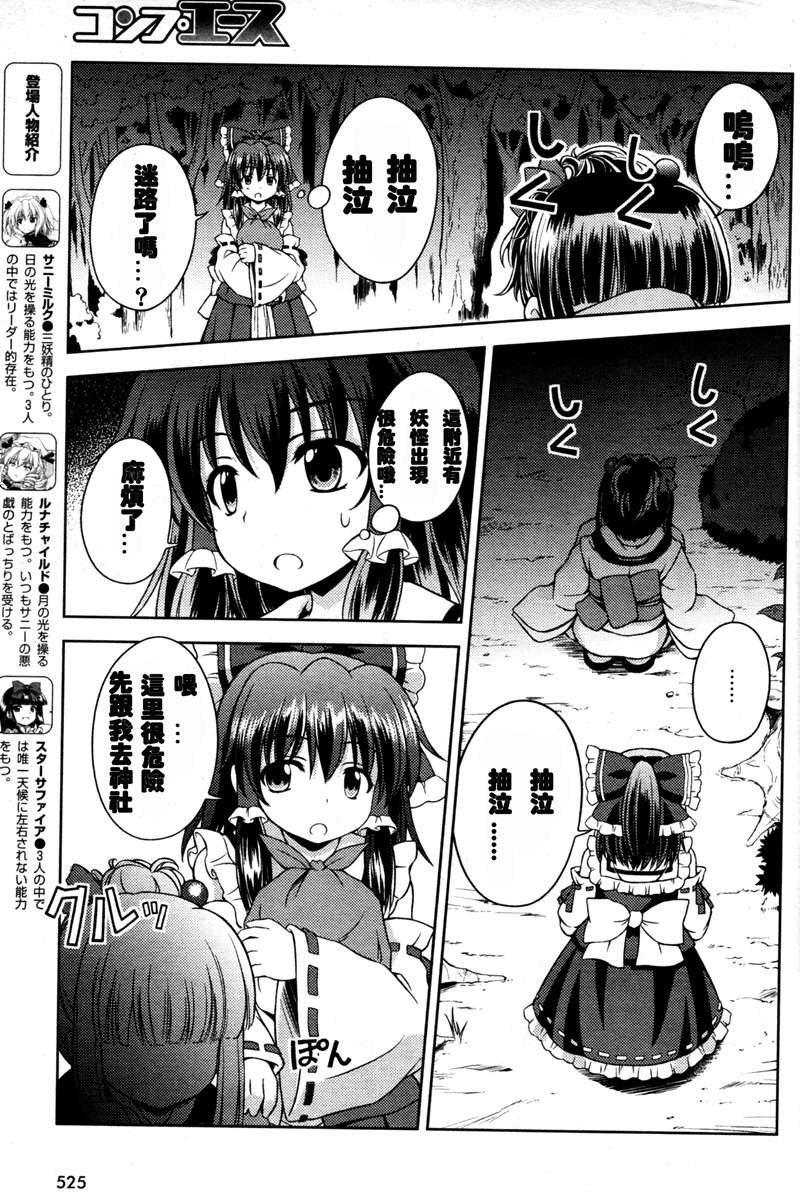 コンプ・エース
嗚嗚
…
しく
しく
抽泣
抽泣
迷路了嗎…？
しく
しく
……
抽泣
抽泣……
這附近有
妖怪出現
很危險哦…
麻煩了…
喂…
這里很危險
先跟我去神社
ぽん
クルッ
登場人物紹介
サニーミルク●三妖精のひとり。
日の光を操る能力をもつ。3人
の中ではリーダー的存在。
ルナチャイルド●月の光を操る
能力をもつ。いつもサニーの悪
戯のとばっちりを受ける。
スターサファイア●3人の中で
は唯一天候に左右されない能力
をもつ。
525